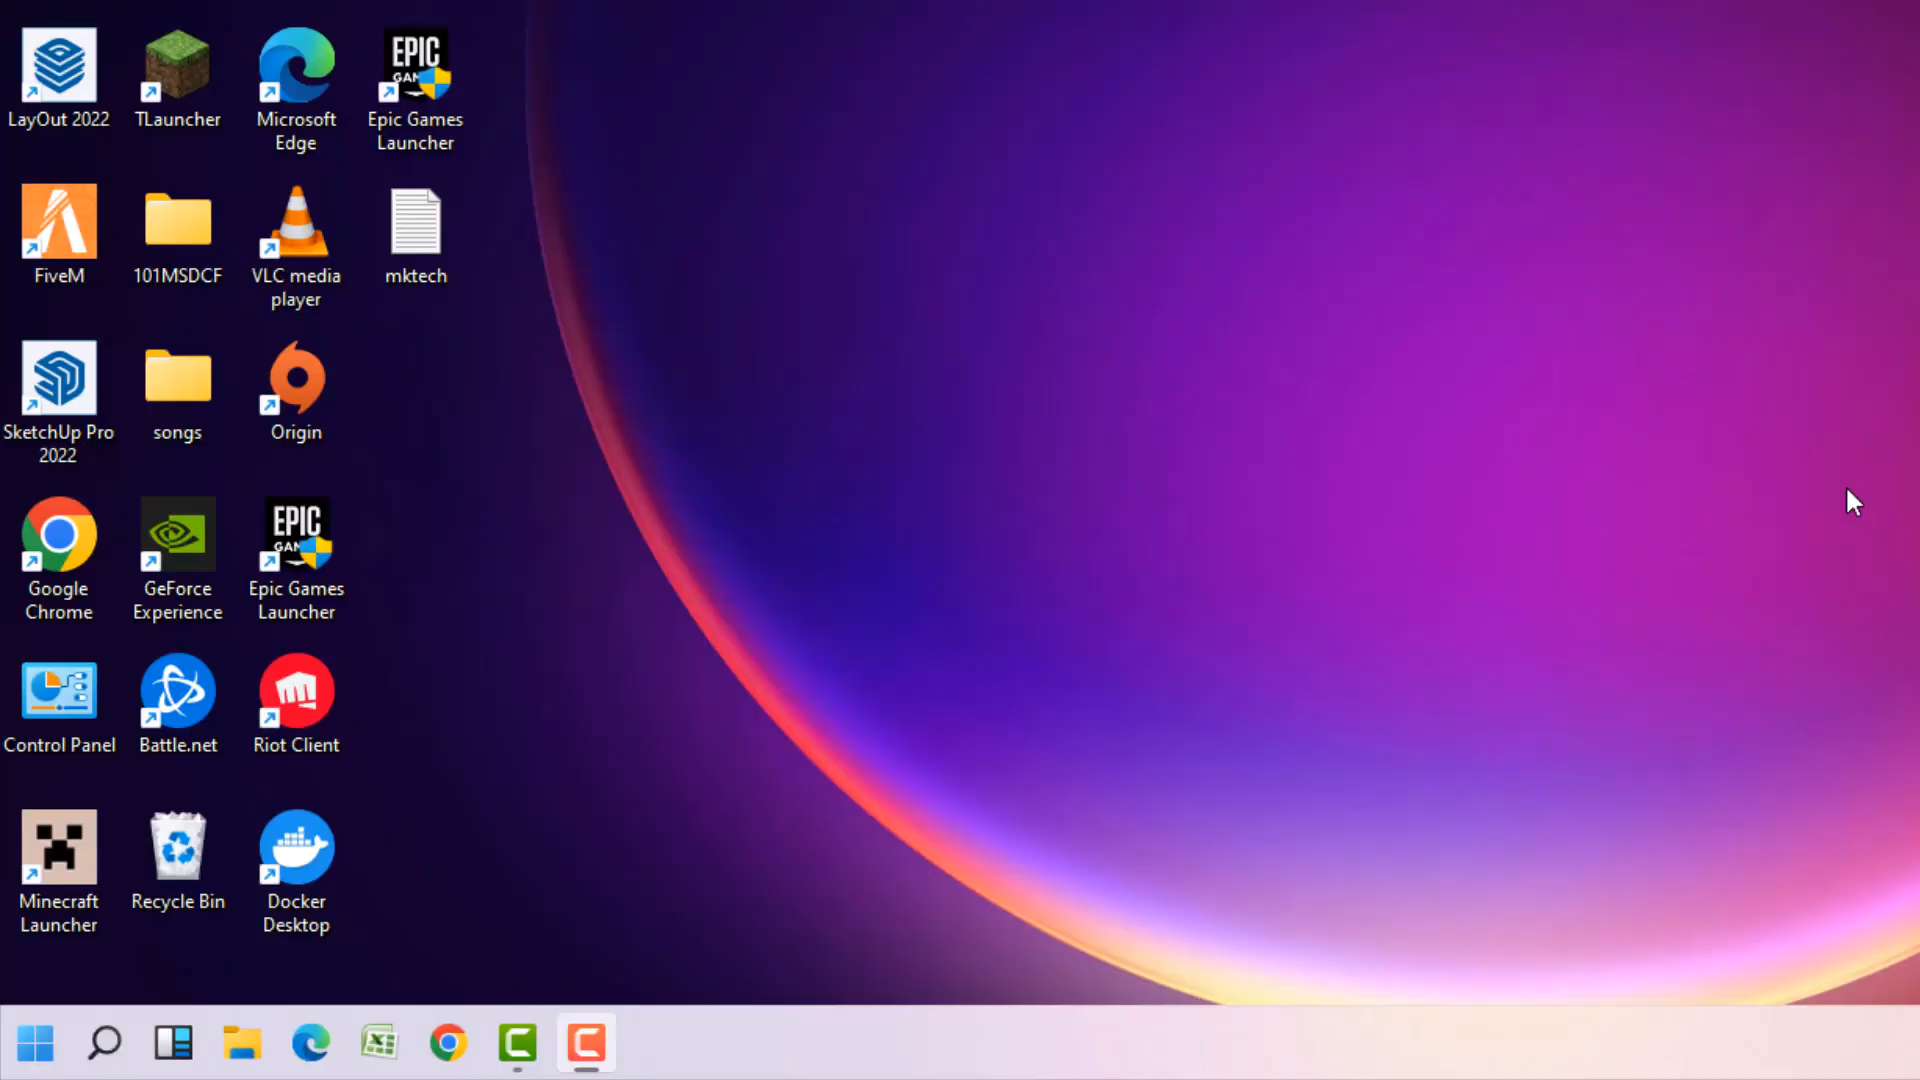 LayOut 2022
TLauncher
Microsoft
Edge
EPIC
GAM
Epic Games
Launcher
FiveM
101MSDCF
VLC media
player
mktech
SketchUp Pro
2022
songs
Origin
Google
Chrome
GeForce
Experience
EPIC
GAM
Epic Games
Launcher
Control Panel
Battle.net
Riot Client
Minecraft
Launcher
Recycle Bin
Docker
Desktop